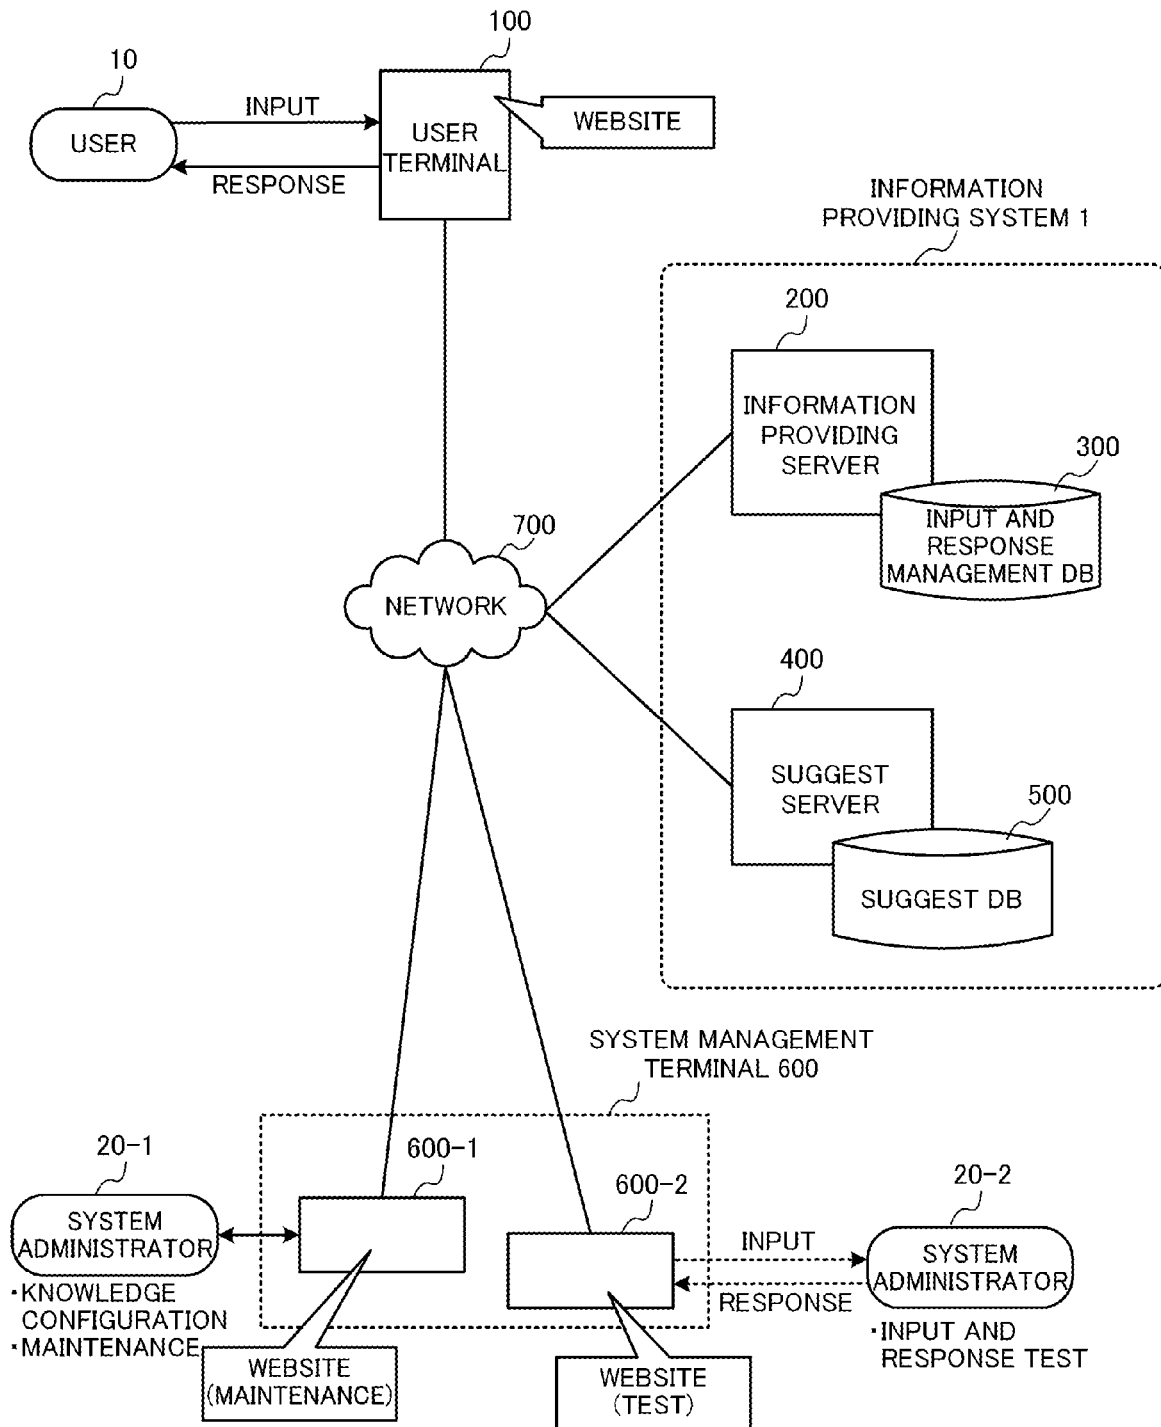 100
10
INPUT
USER
USER
TERMINAL
WEBSITE
RESPONSE
INFORMATION
PROVIDING SYSTEM 1
200
INFORMATION
PROVIDING
SERVER
300
INPUT AND
RESPONSE
MANAGEMENT DB
700
NETWORK
400
SUGGEST
SERVER
500
SUGGEST DB
SYSTEM MANAGEMENT
TERMINAL 600
20-1
600-1
600-2
20-2
SYSTEM
ADMINISTRATOR
INPUT
SYSTEM
ADMINISTRATOR
RESPONSE
・KNOWLEDGE
CONFIGURATION
・MAINTENANCE
・INPUT AND
RESPONSE TEST
WEBSITE
(MAINTENANCE)
WEBSITE
(TEST)